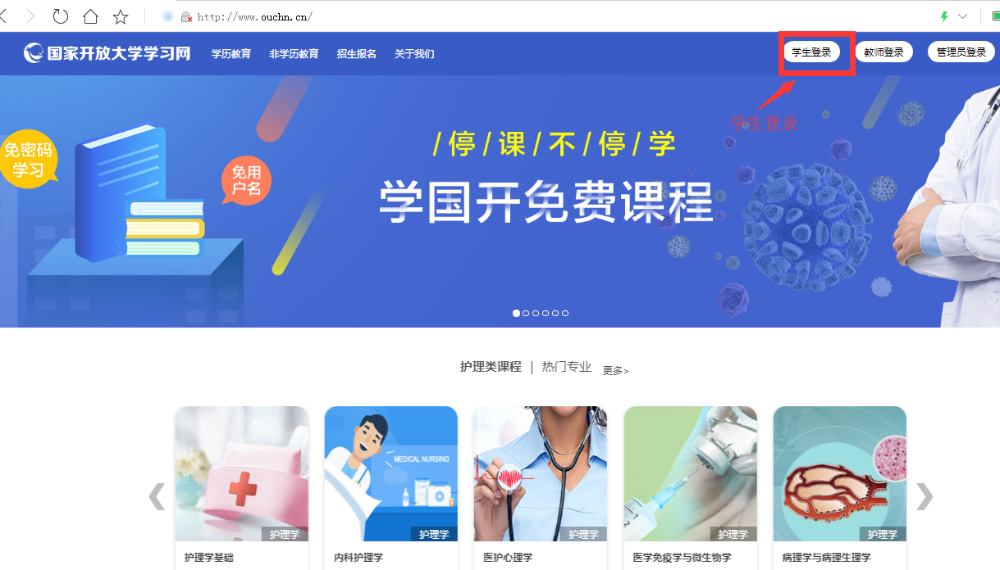 http://www.ouchn.cn/
国家开放大学学习网 学历教育 非学历教育 招生报名 关于我们 学生登录 教师登录 管理员登录
学生登录
/停/课/不/停/学
学国开免费课程
免密码
学习
免用
户名
护理类课程 | 热门专业 更多>
MEDICAL NURSING
护理学 护理学 护理学 护理学 护理学
护理学基础 内科护理学 医护心理学 医学免疫学与微生物学 病理学与病理生理学